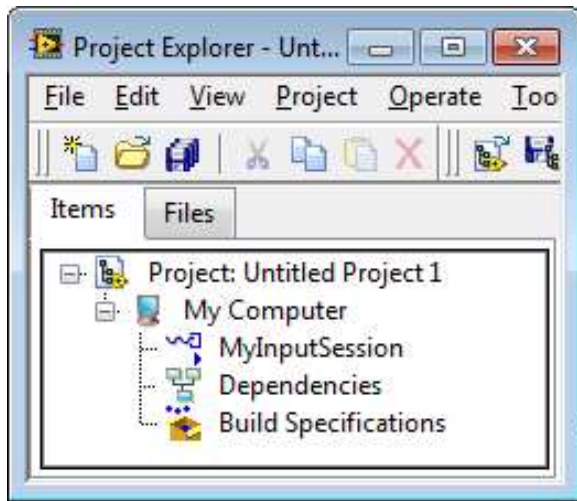 Project Explorer - Unt...
File Edit View Project Operate Too
Items Files
Project: Untitled Project 1
My Computer
MyInputSession
Dependencies
Build Specifications